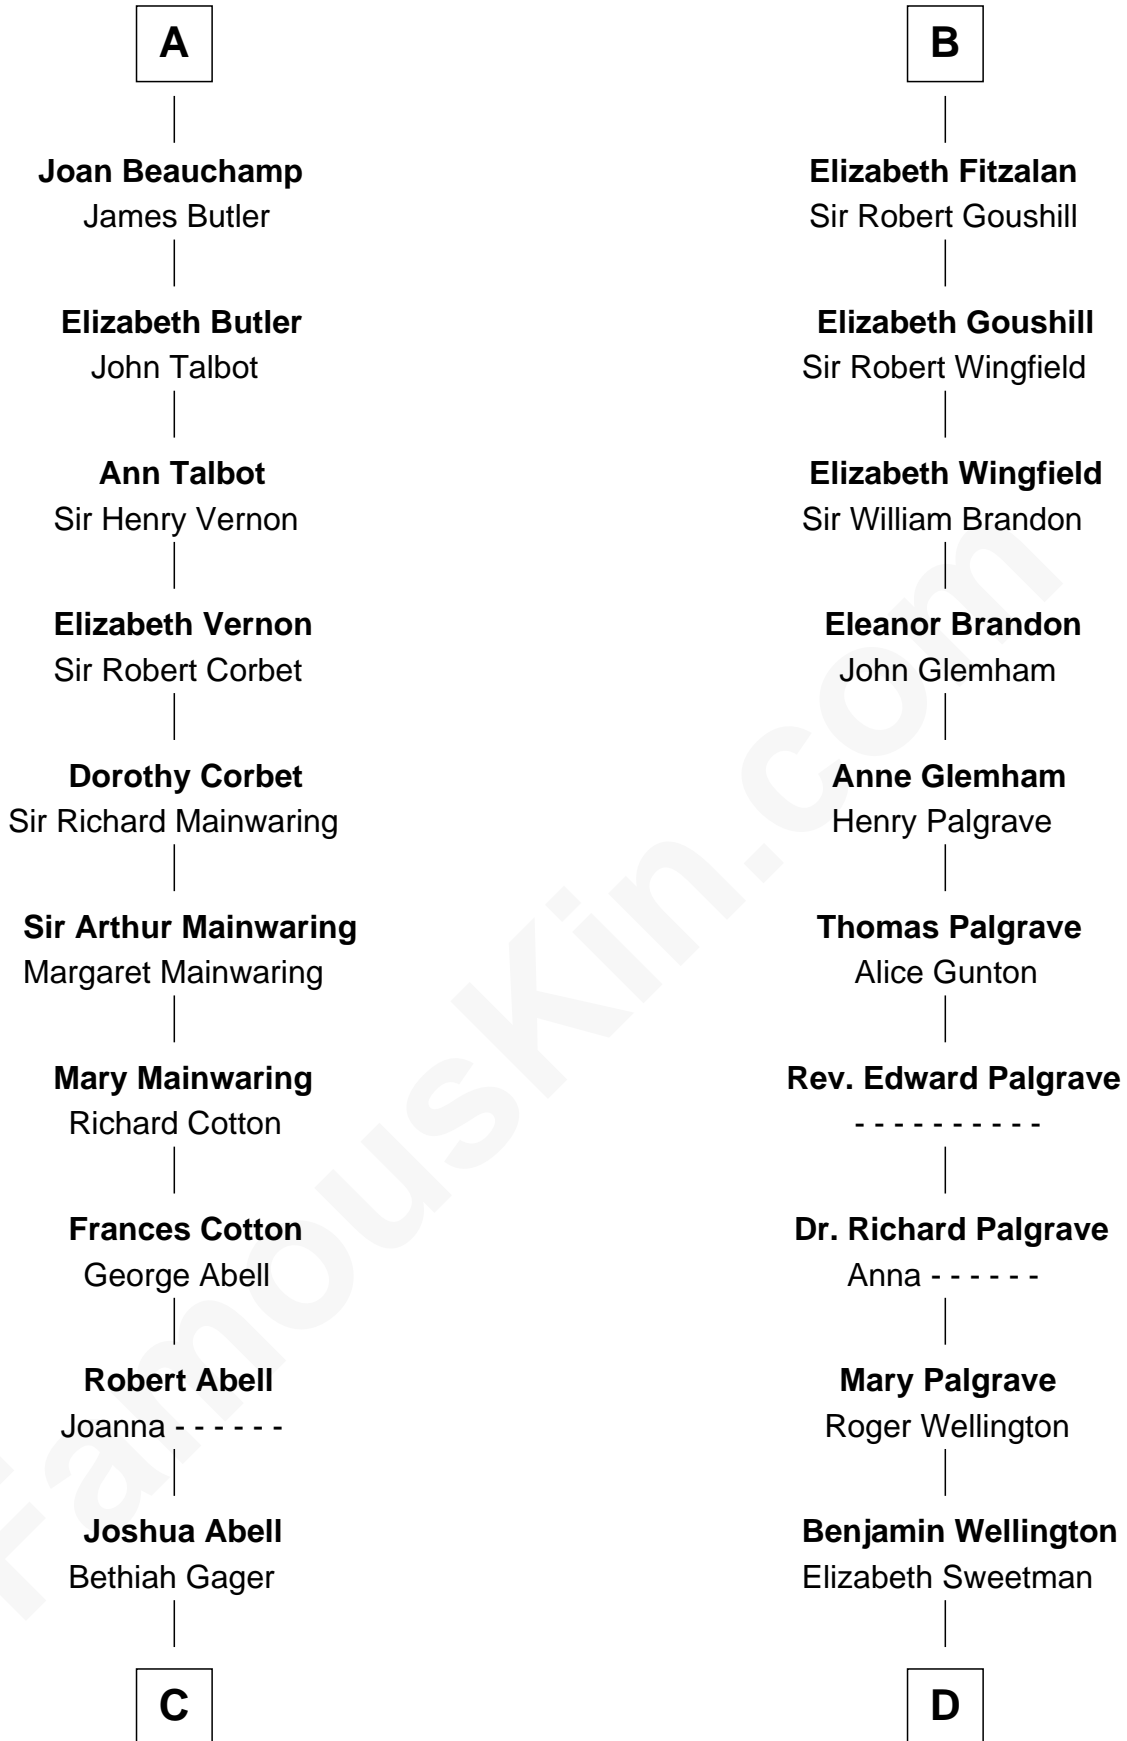 A
Joan Beauchamp
James Butler
Elizabeth Butler
John Talbot
Ann Talbot
Sir Henry Vernon
Elizabeth Vernon
Sir Robert Corbet
Dorothy Corbet
Sir Richard Mainwaring
Sir Arthur Mainwaring
Margaret Mainwaring
Mary Mainwaring
Richard Cotton
Frances Cotton
George Abell
Robert Abell
Joanna - - - - - -
Joshua Abell
Bethiah Gager
C
B
Elizabeth Fitzalan
Sir Robert Goushill
Elizabeth Goushill
Sir Robert Wingfield
Elizabeth Wingfield
Sir William Brandon
Eleanor Brandon
John Glemham
Anne Glemham
Henry Palgrave
Thomas Palgrave
Alice Gunton
Rev. Edward Palgrave
- - - - - - - - - -
Dr. Richard Palgrave
Anna - - - - - -
Mary Palgrave
Roger Wellington
Benjamin Wellington
Elizabeth Sweetman
D
FamousKin.com